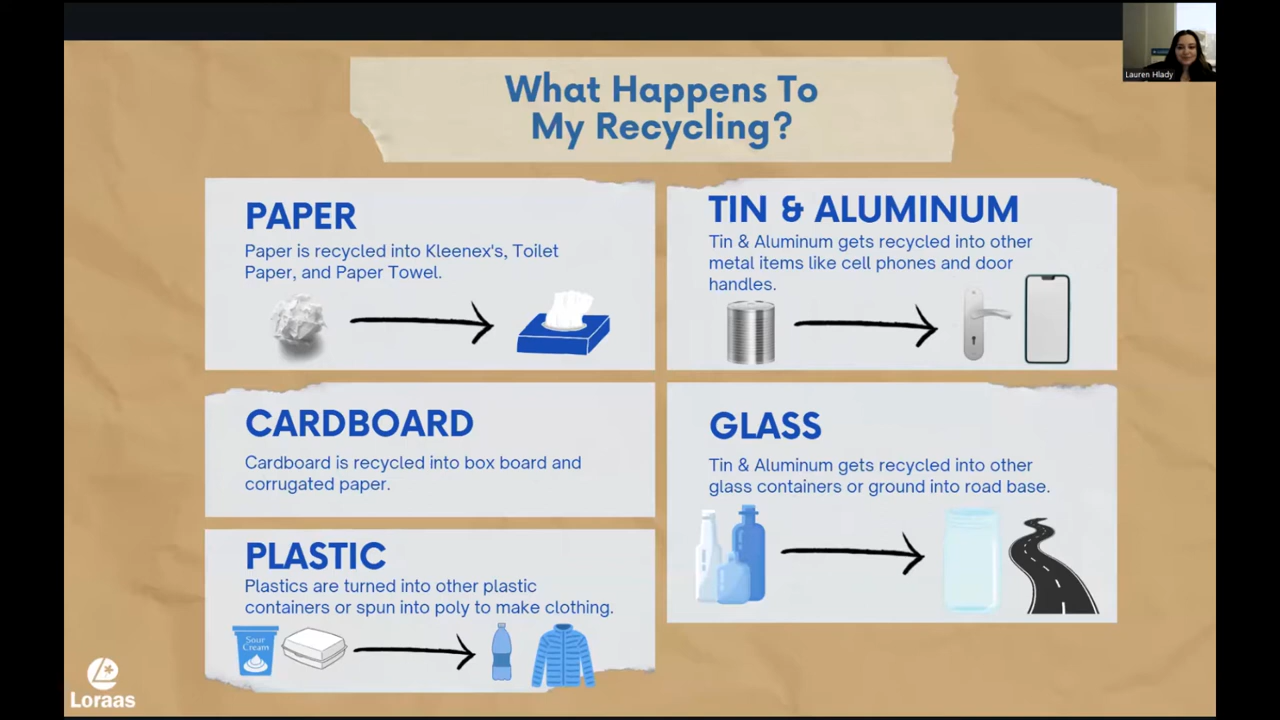 Lauren Hlady
What Happens To
My Recycling?
PAPER
Paper is recycled into Kleenex's, Toilet
Paper, and Paper Towel.
TIN & ALUMINUM
Tin & Aluminum gets recycled into other
metal items like cell phones and door
handles.
CARDBOARD
Cardboard is recycled into box board and
corrugated paper.
GLASS
Tin & Aluminum gets recycled into other
glass containers or ground into road base.
PLASTIC
Plastics are turned into other plastic
containers or spun into poly to make clothing.
Sour
Cream
Loraas